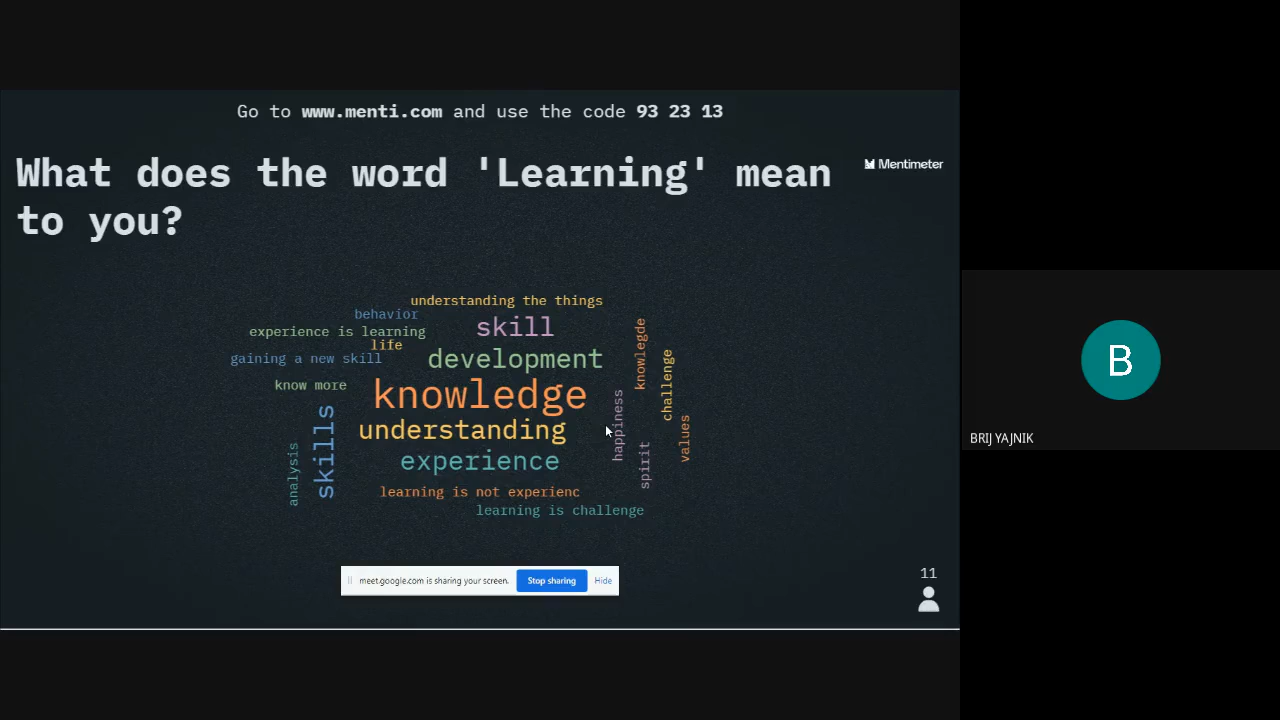 Go to www.menti.com and use the code 93 23 13
What does the word 'Learning' mean
to you?
Mentimeter
understanding the things
behavior
skill
experience is learning
life
gaining a new skill
development
know more
knowledge
understanding
experience
skills
analysis
learning is not experienc
learning is challenge
happiness
knowlegde
challenge
spirit
values
meet.google.com is sharing your screen.
Stop sharing
Hide
11
B
BRIJ YAJNIK